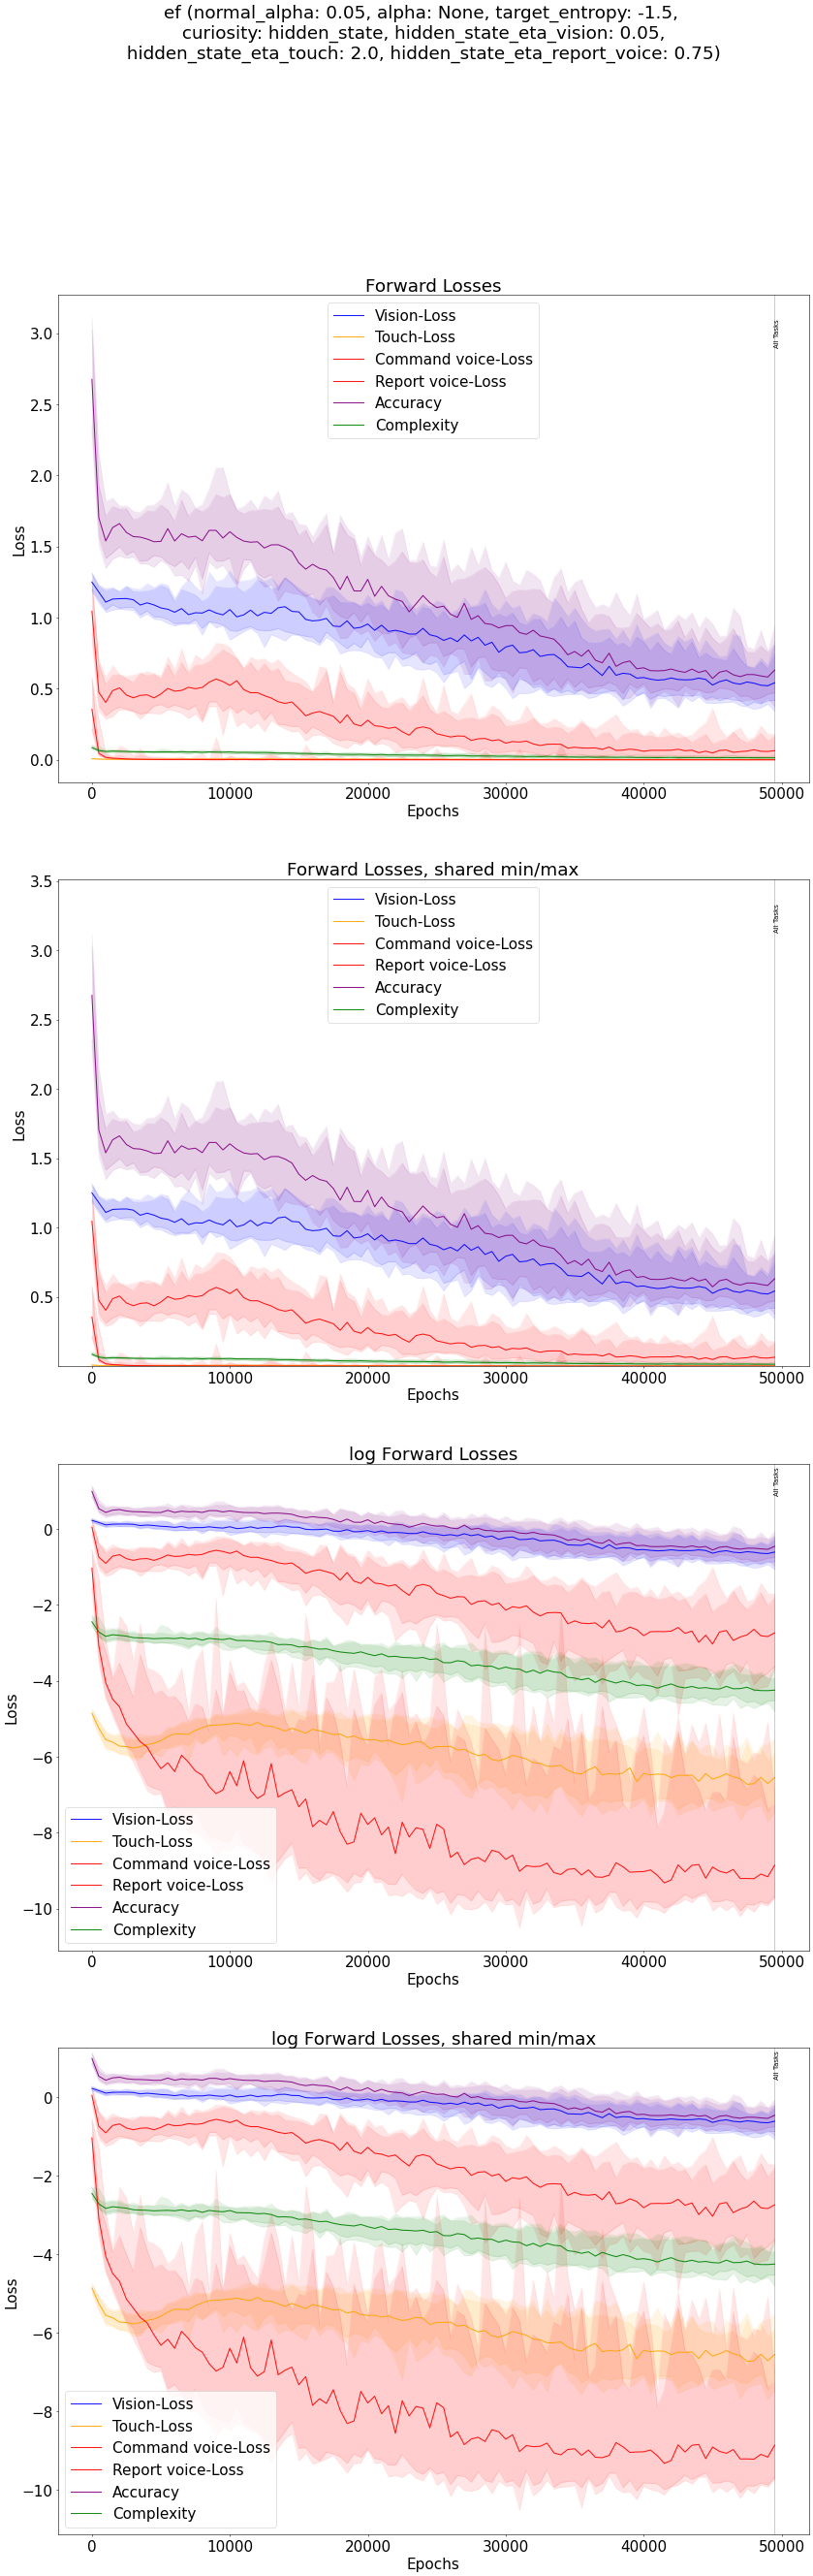 ef (normal_alpha: 0.05, alpha: None, target_entropy: -1.5,
curiosity: hidden_state, hidden_state_eta_vision: 0.05,
hidden_state_eta_touch: 2.0, hidden_state_eta_report_voice: 0.75)
Forward Losses
Vision-Loss
Touch-Loss
Command voice-Loss
Report voice-Loss
Accuracy
Complexity
All Tasks
3.0
2.5
2.0
1.5
1.0
0.5
0.0
Loss
0 10000 20000 30000 40000 50000
Epochs
Forward Losses, shared min/max
Vision-Loss
Touch-Loss
Command voice-Loss
Report voice-Loss
Accuracy
Complexity
All Tasks
3.5
3.0
2.5
2.0
1.5
1.0
0.5
Loss
0 10000 20000 30000 40000 50000
Epochs
log Forward Losses
All Tasks
0
−2
−4
−6
−8
−10
Loss
Vision-Loss
Touch-Loss
Command voice-Loss
Report voice-Loss
Accuracy
Complexity
0 10000 20000 30000 40000 50000
Epochs
log Forward Losses, shared min/max
All Tasks
0
−2
−4
−6
−8
−10
Loss
Vision-Loss
Touch-Loss
Command voice-Loss
Report voice-Loss
Accuracy
Complexity
0 10000 20000 30000 40000 50000
Epochs